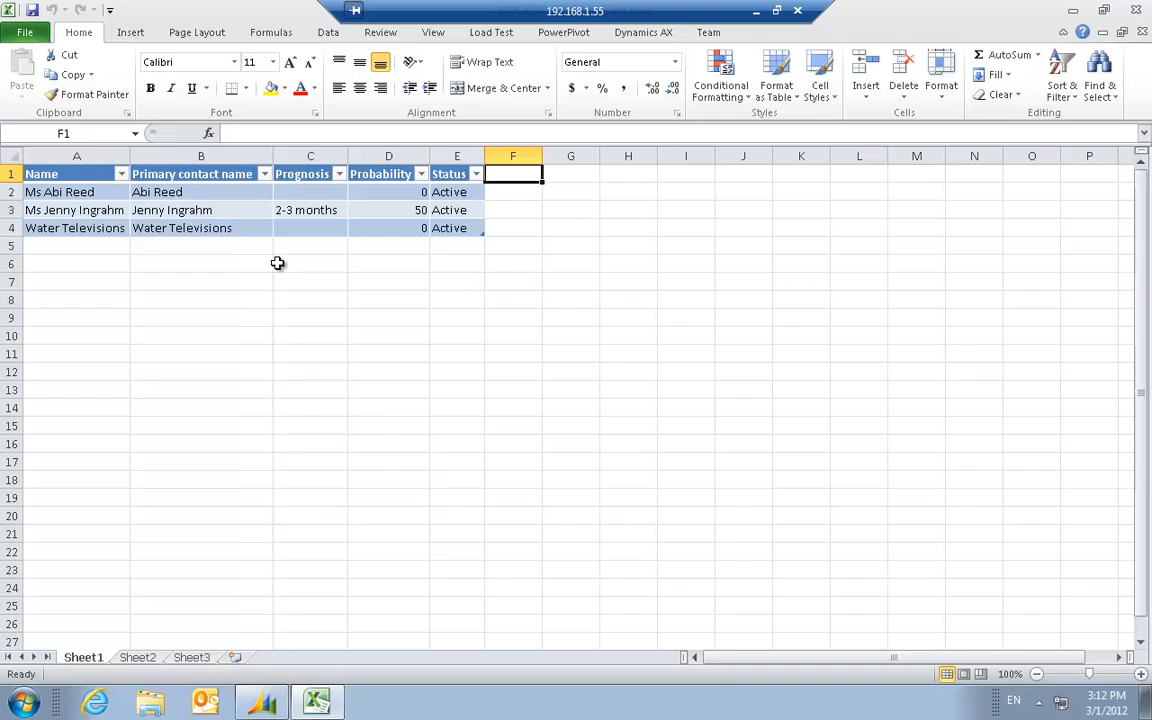 192.168.1.55
File Home Insert Page Layout Formulas Data Review View Load Test PowerPivot Dynamics AX Team
Paste Cut Copy Format Painter Clipboard
Calibri 11 A A B I U A Font
Wrap Text Merge & Center Alignment
General $ % , Number
Conditional Formatting Format as Table Cell Styles Styles
Insert Delete Format Cells
AutoSum Fill Clear Sort & Filter Find & Select Editing
F1 fx
A B C D E F G H I J K L M N O P
1 Name Primary contact name Prognosis Probability Status
2 Ms Abi Reed Abi Reed 0 Active
3 Ms Jenny Ingrahm Jenny Ingrahm 2-3 months 50 Active
4 Water Televisions Water Televisions 0 Active
5
6
7
8
9
10
11
12
13
14
15
16
17
18
19
20
21
22
23
24
25
26
27
Sheet1 Sheet2 Sheet3
Ready 100%
EN 3:12 PM
3/1/2012